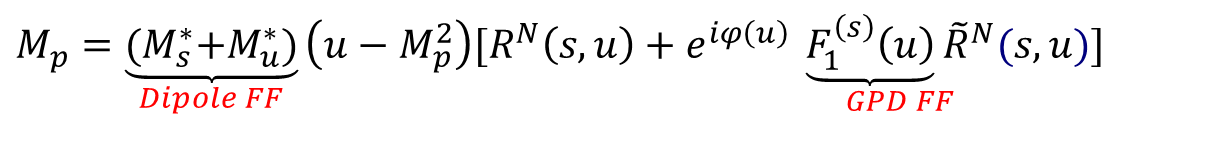 M_p = (M_s^*+M_u^*) (u − M_p^2)[R^N(s, u) + e^{iφ(u)} F_1^{(s)}(u) R̃^N(s, u)]
Dipole FF GPD FF